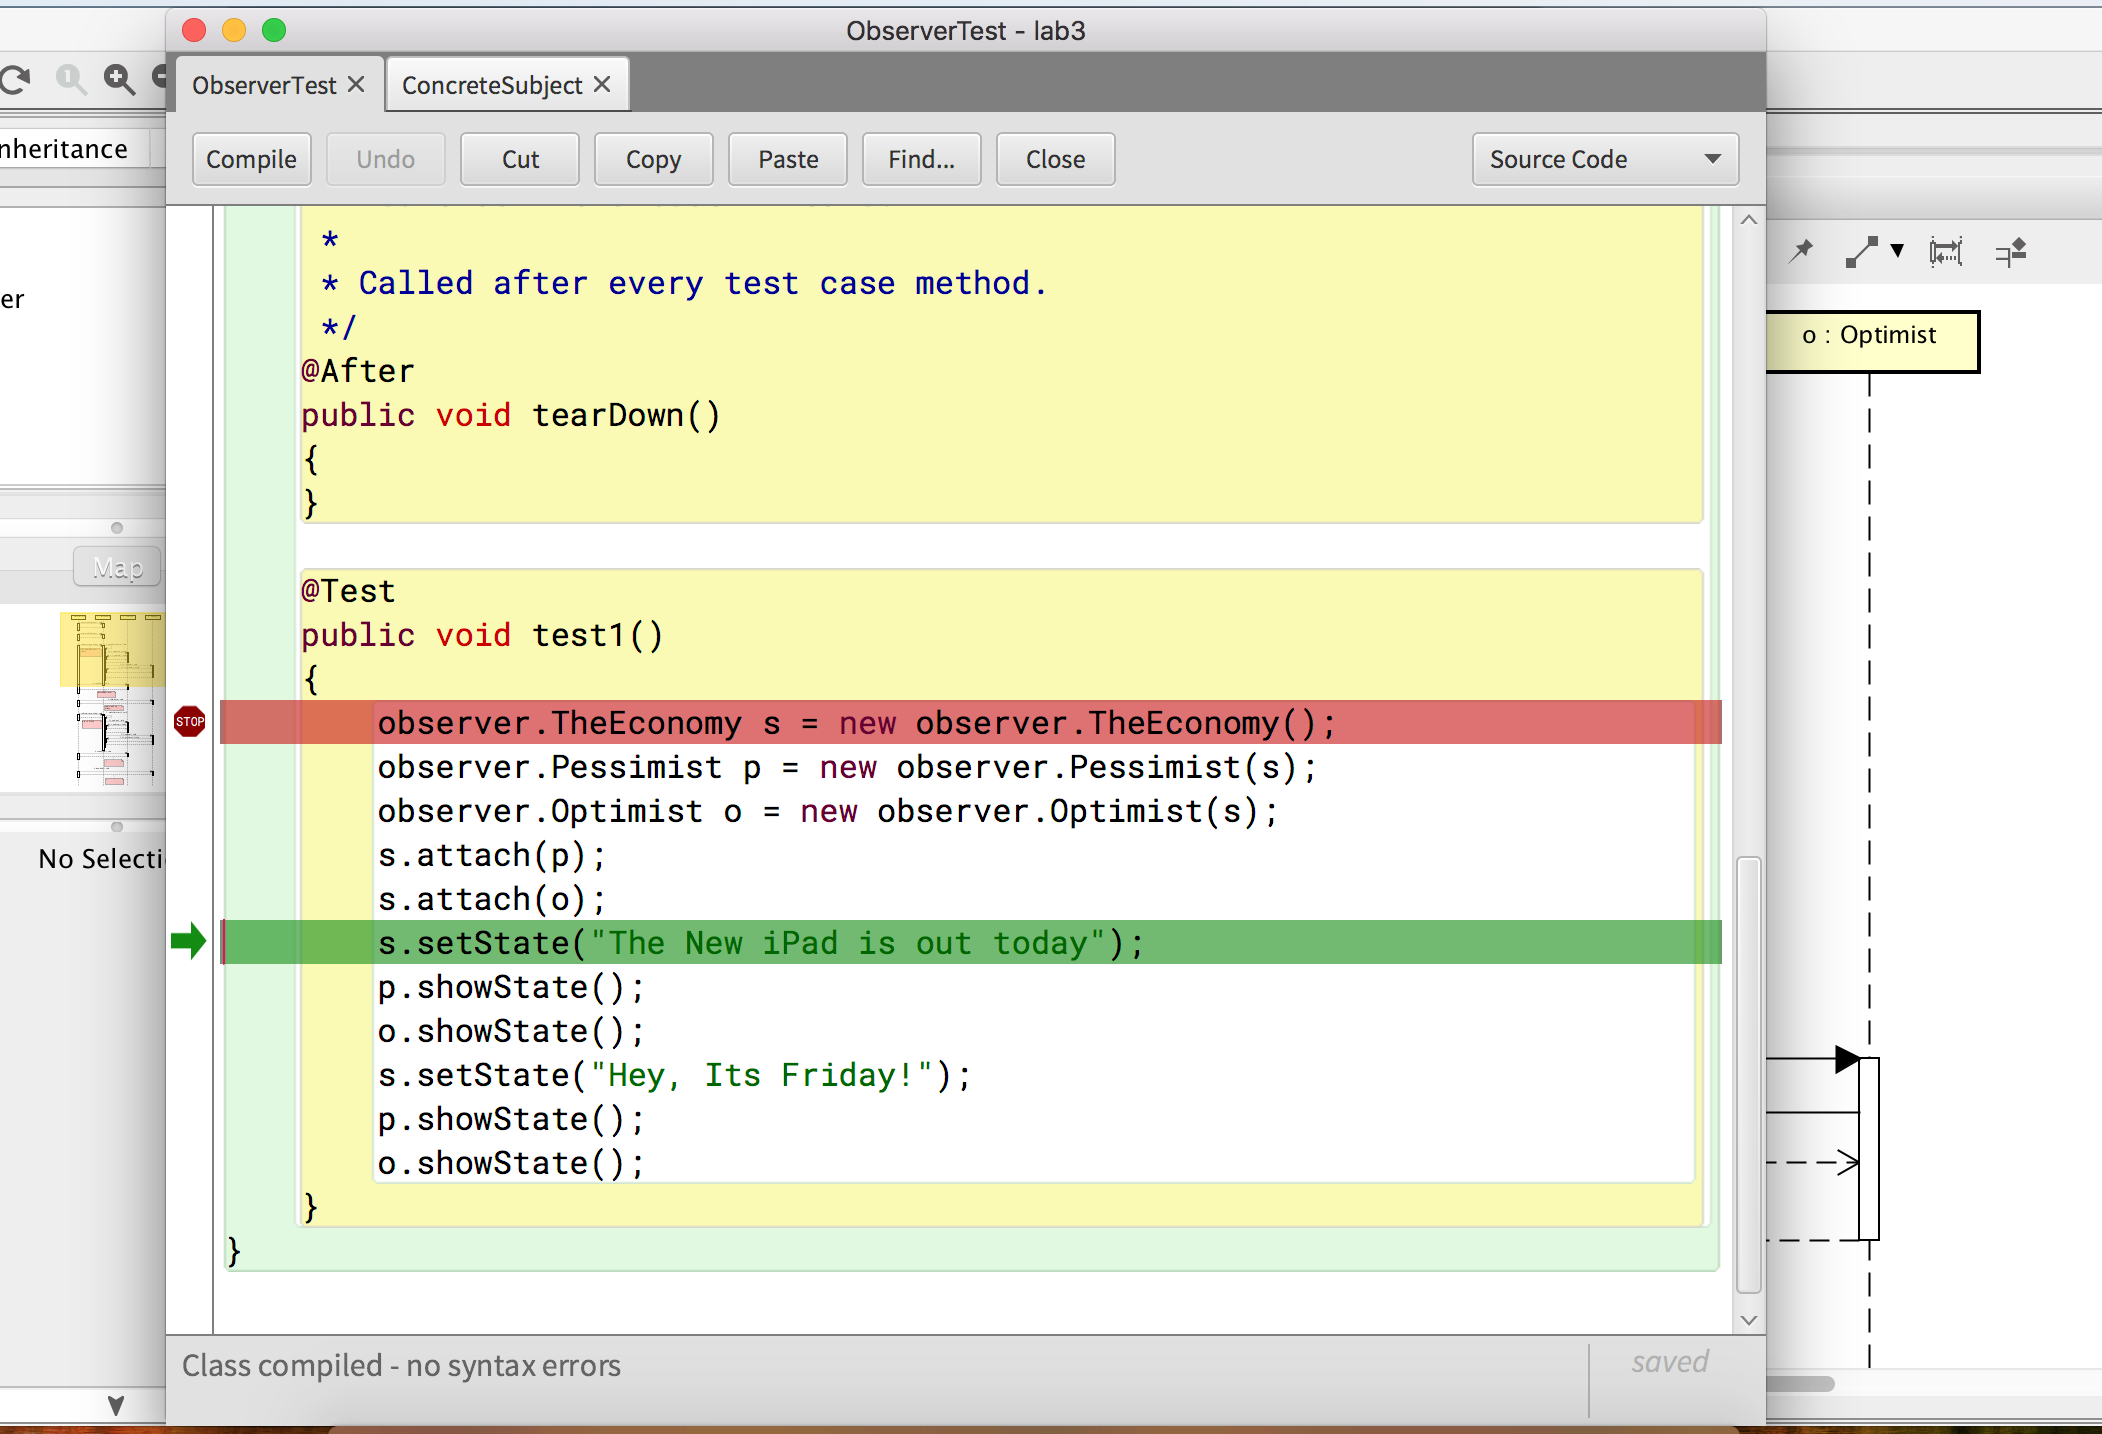 ObserverTest - lab3
ObserverTest
ConcreteSubject
Compile
Undo
Cut
Copy
Paste
Find...
Close
Source Code
nheritance
er
Map
No Selecti
o : Optimist
*
* Called after every test case method.
*/
@After
public void tearDown()
{
}
@Test
public void test1()
{
STOP
observer.TheEconomy s = new observer.TheEconomy();
observer.Pessimist p = new observer.Pessimist(s);
observer.Optimist o = new observer.Optimist(s);
s.attach(p);
s.attach(o);
s.setState("The New iPad is out today");
p.showState();
o.showState();
s.setState("Hey, Its Friday!");
p.showState();
o.showState();
}
}
Class compiled - no syntax errors
saved